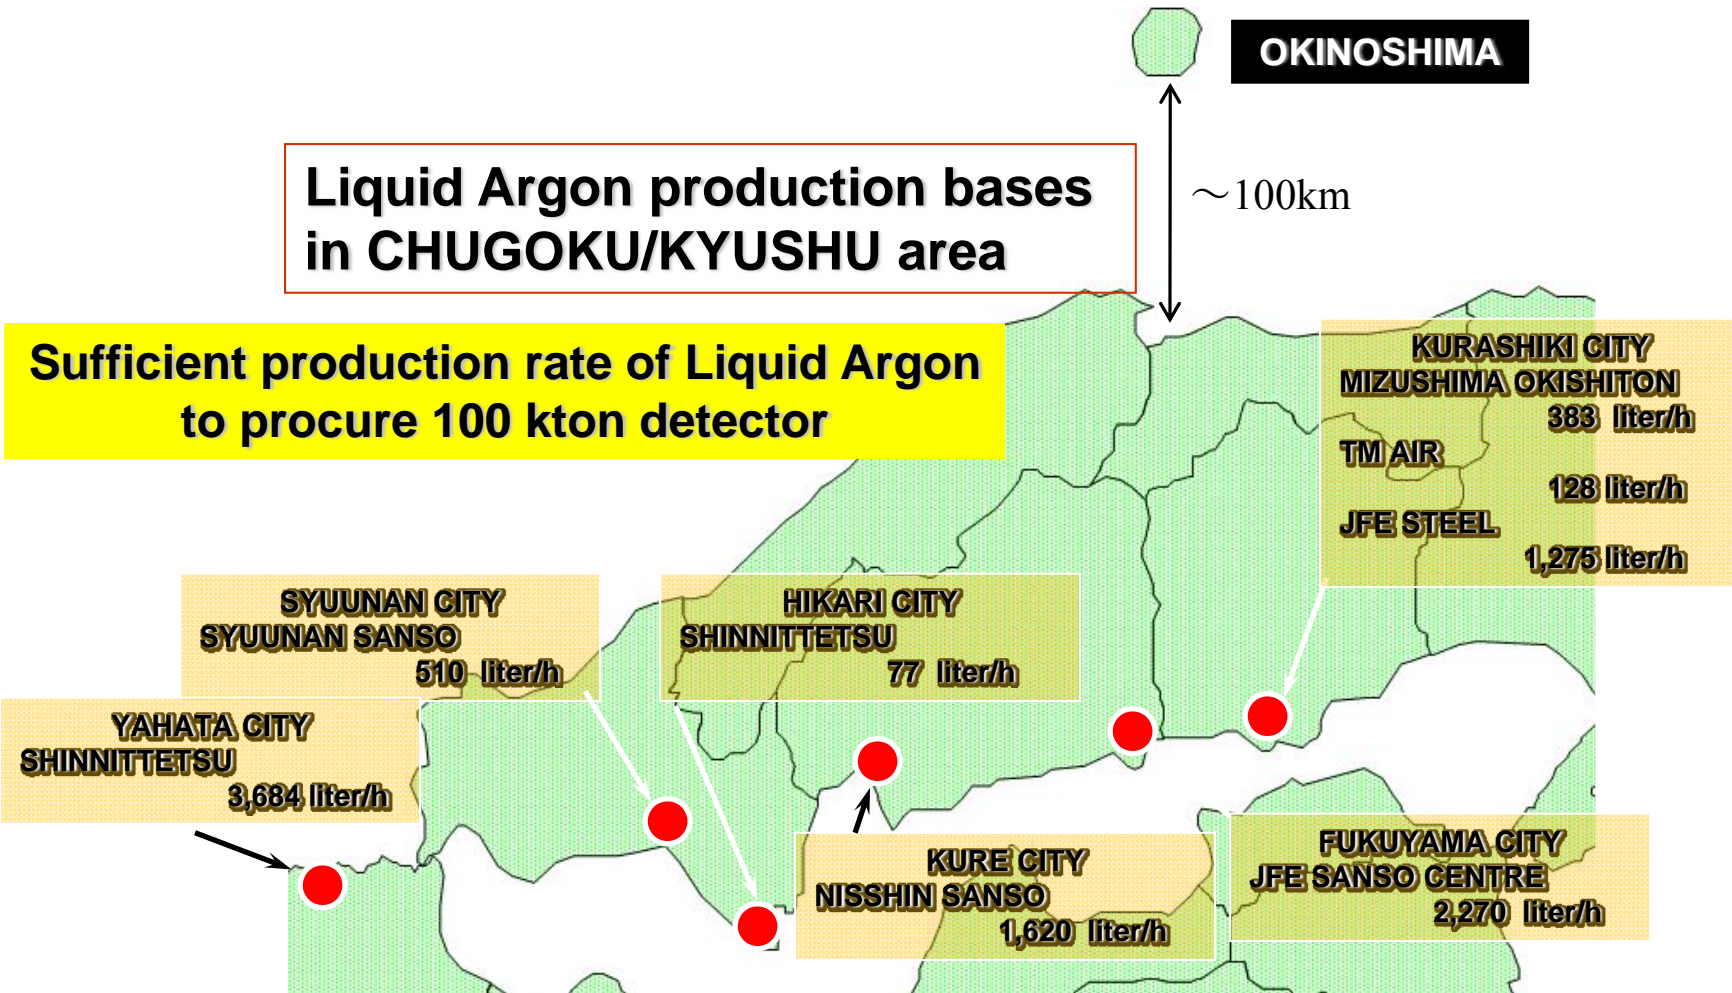 OKINOSHIMA
～100km
Liquid Argon production bases
in CHUGOKU/KYUSHU area
Sufficient production rate of Liquid Argon
to procure 100 kton detector
KURASHIKI CITY
MIZUSHIMA OKISHITON
383 liter/h
TM AIR
128 liter/h
JFE STEEL
1,275 liter/h
SYUUNAN CITY
SYUUNAN SANSO
510 liter/h
HIKARI CITY
SHINNITTETSU
77 liter/h
YAHATA CITY
SHINNITTETSU
3,684 liter/h
KURE CITY
NISSHIN SANSO
1,620 liter/h
FUKUYAMA CITY
JFE SANSO CENTRE
2,270 liter/h